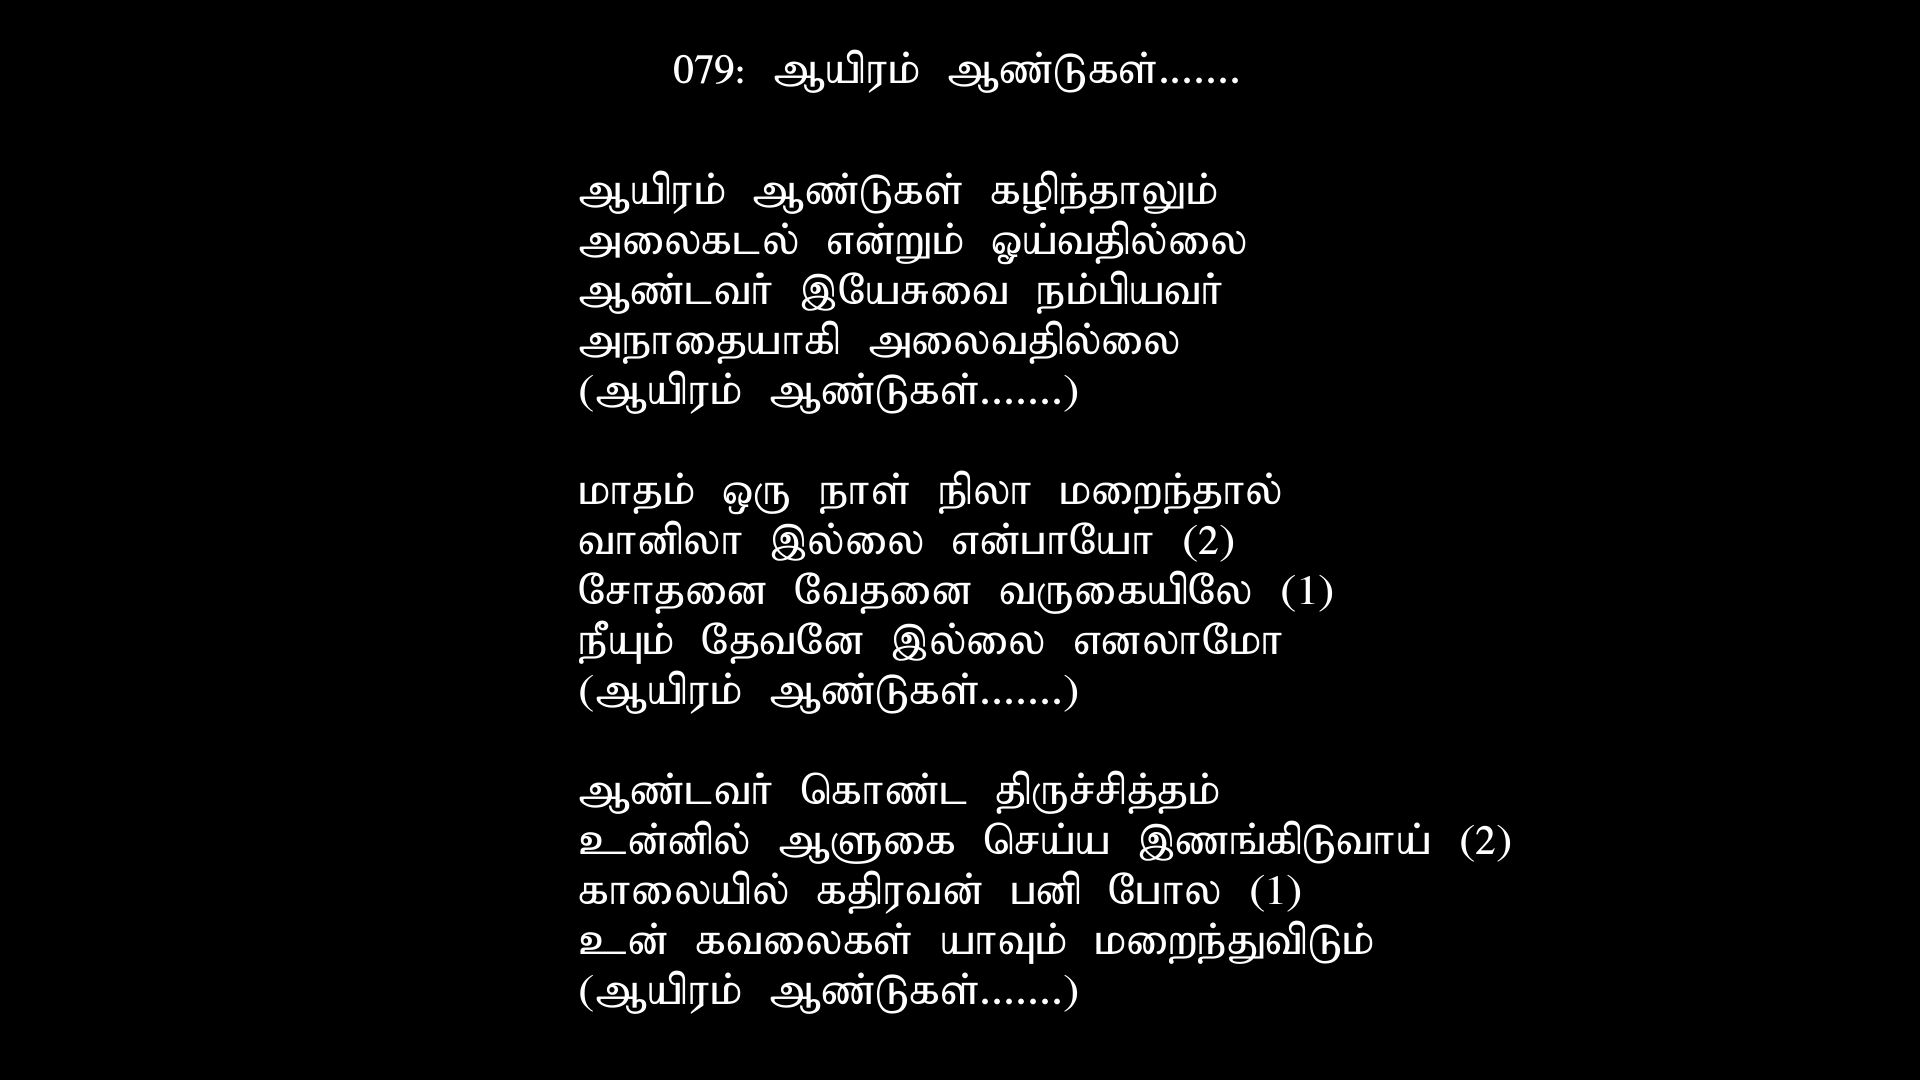 079: ஆயிரம் ஆண்டுகள்.......
ஆயிரம் ஆண்டுகள் கழிந்தாலும்
அலைகடல் என்றும் ஓய்வதில்லை
ஆண்டவர் இயேசுவை நம்பியவர்
அநாதையாகி அலைவதில்லை
(ஆயிரம் ஆண்டுகள்.......)
மாதம் ஒரு நாள் நிலா மறைந்தால்
வானிலா இல்லை என்பாயோ (2)
சோதனை வேதனை வருகையிலே (1)
நீயும் தேவனே இல்லை எனலாமோ
(ஆயிரம் ஆண்டுகள்.......)
ஆண்டவர் கொண்ட திருச்சித்தம்
உன்னில் ஆளுகை செய்ய இணங்கிடுவாய் (2)
காலையில் கதிரவன் பனி போல (1)
உன் கவலைகள் யாவும் மறைந்துவிடும்
(ஆயிரம் ஆண்டுகள்.......)